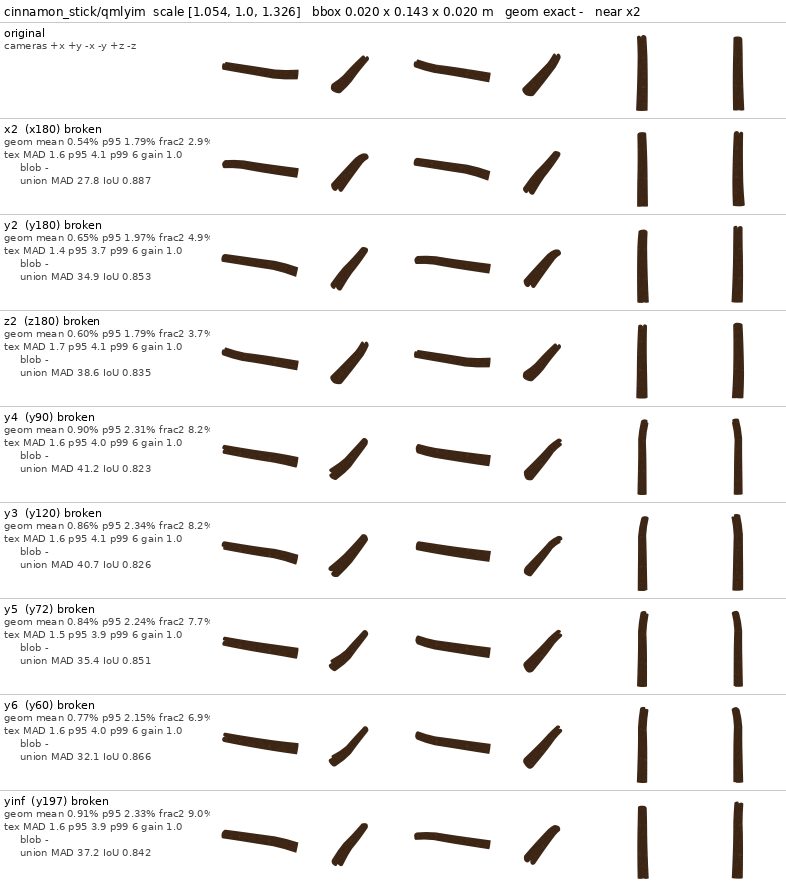 cinnamon_stick/qmlyim  scale [1.054, 1.0, 1.326]   bbox 0.020 x 0.143 x 0.020 m   geom exact -   near x2
original
cameras +x +y -x -y +z -z
x2  (x180) broken
geom mean 0.54% p95 1.79% frac2 2.9%
tex MAD 1.6 p95 4.1 p99 6 gain 1.0
blob -
union MAD 27.8 IoU 0.887
y2  (y180) broken
geom mean 0.65% p95 1.97% frac2 4.9%
tex MAD 1.4 p95 3.7 p99 6 gain 1.0
blob -
union MAD 34.9 IoU 0.853
z2  (z180) broken
geom mean 0.60% p95 1.79% frac2 3.7%
tex MAD 1.7 p95 4.1 p99 6 gain 1.0
blob -
union MAD 38.6 IoU 0.835
y4  (y90) broken
geom mean 0.90% p95 2.31% frac2 8.2%
tex MAD 1.6 p95 4.0 p99 6 gain 1.0
blob -
union MAD 41.2 IoU 0.823
y3  (y120) broken
geom mean 0.86% p95 2.34% frac2 8.2%
tex MAD 1.6 p95 4.1 p99 6 gain 1.0
blob -
union MAD 40.7 IoU 0.826
y5  (y72) broken
geom mean 0.84% p95 2.24% frac2 7.7%
tex MAD 1.5 p95 3.9 p99 6 gain 1.0
blob -
union MAD 35.4 IoU 0.851
y6  (y60) broken
geom mean 0.77% p95 2.15% frac2 6.9%
tex MAD 1.6 p95 4.0 p99 6 gain 1.0
blob -
union MAD 32.1 IoU 0.866
yinf  (y197) broken
geom mean 0.91% p95 2.33% frac2 9.0%
tex MAD 1.6 p95 3.9 p99 6 gain 1.0
blob -
union MAD 37.2 IoU 0.842